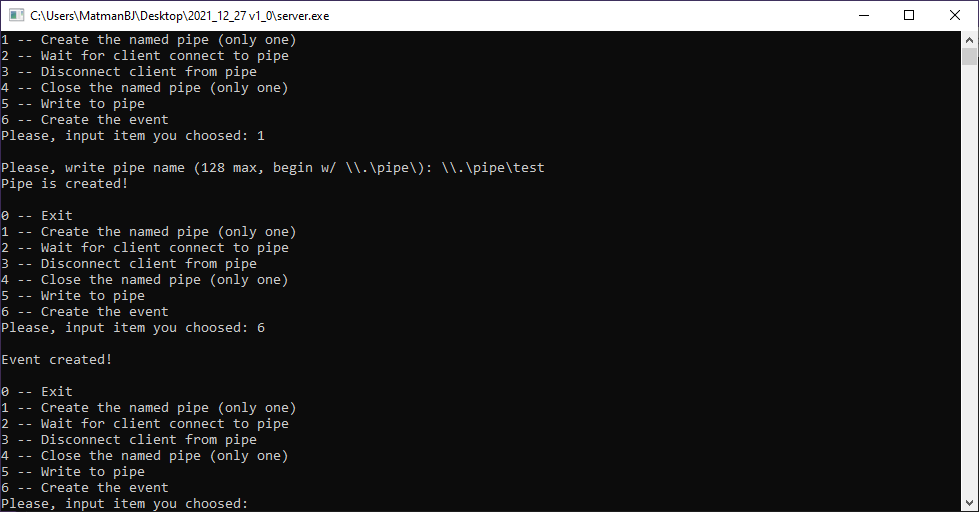 C:\Users\MatmanBJ\Desktop\2021_12_27 v1_0\server.exe
1 -- Create the named pipe (only one)
2 -- Wait for client connect to pipe
3 -- Disconnect client from pipe
4 -- Close the named pipe (only one)
5 -- Write to pipe
6 -- Create the event
Please, input item you choosed: 1

Please, write pipe name (128 max, begin w/ \\.\pipe\): \\.\pipe\test
Pipe is created!

0 -- Exit
1 -- Create the named pipe (only one)
2 -- Wait for client connect to pipe
3 -- Disconnect client from pipe
4 -- Close the named pipe (only one)
5 -- Write to pipe
6 -- Create the event
Please, input item you choosed: 6

Event created!

0 -- Exit
1 -- Create the named pipe (only one)
2 -- Wait for client connect to pipe
3 -- Disconnect client from pipe
4 -- Close the named pipe (only one)
5 -- Write to pipe
6 -- Create the event
Please, input item you choosed: